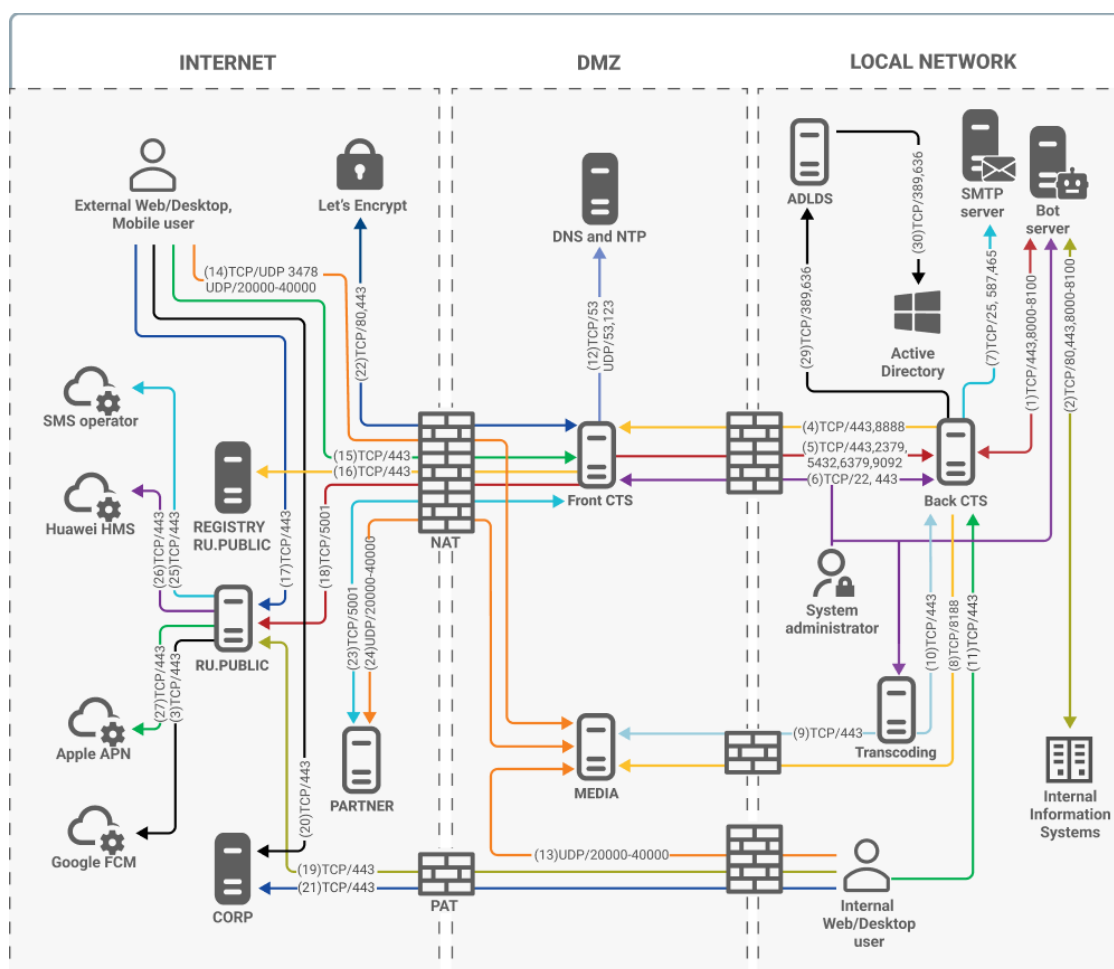 INTERNET
DMZ
LOCAL NETWORK
External Web/Desktop,
Mobile user
Let's Encrypt
DNS and NTP
ADLDS
SMTP
server
Bot
server
(14)TCP/UDP 3478
UDP/20000-40000
(22)TCP/80,443
(12)TCP/53
UDP/53,123
(29)TCP/389,636
(30)TCP/389,636
Active
Directory
(7)TCP/25, 587,465
(1)TCP/443,8000-8100
(2)TCP/80,443,8000-8100
SMS operator
Huawei HMS
REGISTRY
RU.PUBLIC
(15)TCP/443
(16)TCP/443
NAT
Front CTS
(4)TCP/443,8888
(5)TCP/443,2379,
5432,6379,9092
(6)TCP/22, 443
Back CTS
(26)TCP/443
(25)TCP/443
(17)TCP/443
(18)TCP/5001
(23)TCP/5001
(24)UDP/20000-40000
RU.PUBLIC
System
administrator
(10)TCP/443
(8)TCP/8188
(11)TCP/443
(27)TCP/443
(3)TCP/443
Apple APN
PARTNER
MEDIA
(9)TCP/443
Transcoding
Internal
Information
Systems
(20)TCP/443
Google FCM
CORP
(13)UDP/20000-40000
(19)TCP/443
(21)TCP/443
PAT
Internal
Web/Desktop
user